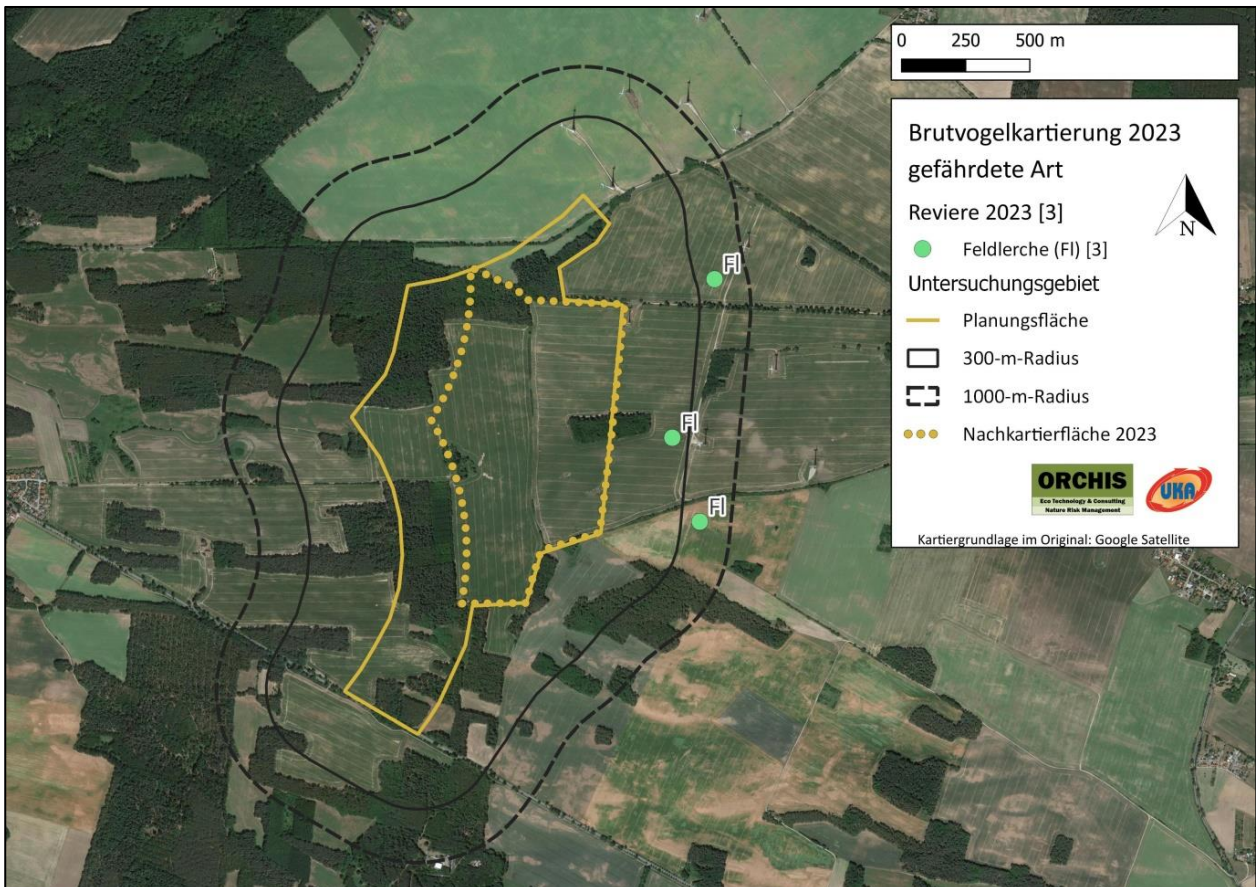 0 250 500 m
Brutvogelkartierung 2023
gefährdete Art
Reviere 2023 [3]
N
Feldlerche (Fl) [3]
Untersuchungsgebiet
Planungsfläche
300-m-Radius
1000-m-Radius
Nachkartierfläche 2023
ORCHIS
Eco Technology & Consulting
Nature Risk Management
UKA
Kartiergrundlage im Original: Google Satellite
Fl
Fl
Fl